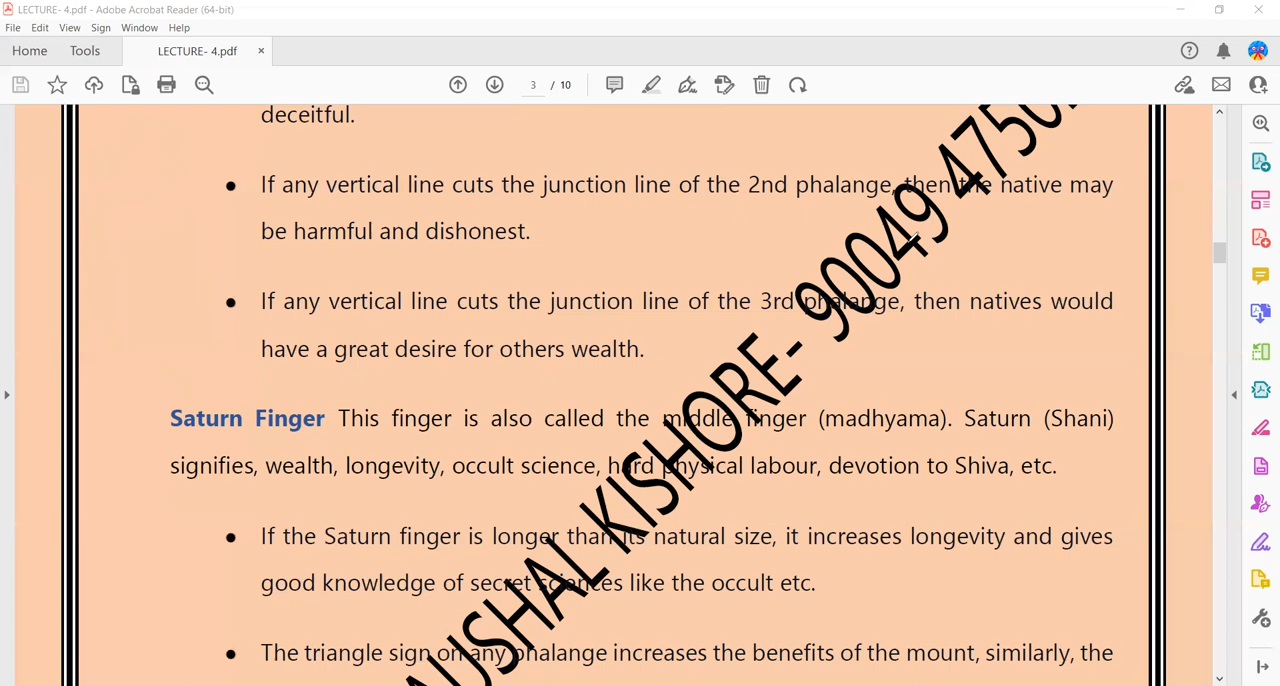 LECTURE- 4.pdf - Adobe Acrobat Reader (64-bit)
File Edit View Sign Window Help
Home Tools LECTURE- 4.pdf ×
3 / 10
deceitful.
If any vertical line cuts the junction line of the 2nd phalange, then the native may
be harmful and dishonest.
If any vertical line cuts the junction line of the 3rd phalange, then natives would
have a great desire for others wealth.
Saturn Finger This finger is also called the middle finger (madhyama). Saturn (Shani)
signifies, wealth, longevity, occult science, hard physical labour, devotion to Shiva, etc.
If the Saturn finger is longer than its natural size, it increases longevity and gives
good knowledge of secret sciences like the occult etc.
The triangle sign on any phalange increases the benefits of the mount, similarly, the
AUSHAL KISHORE- 90049 4750